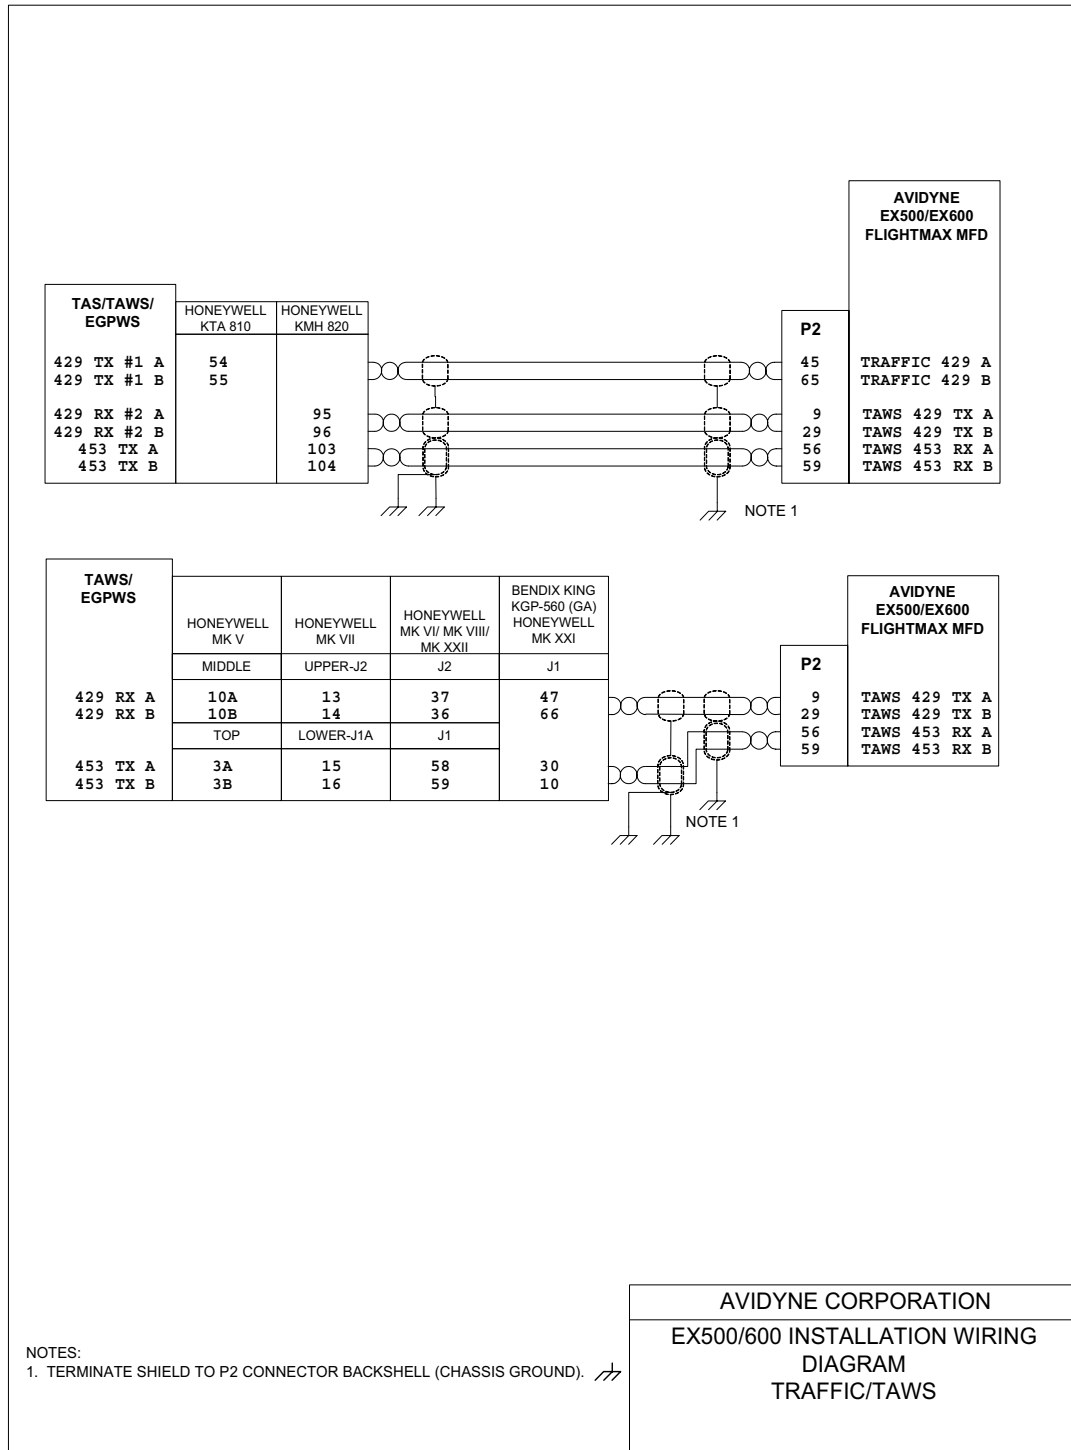 AVIDYNE
EX500/EX600
FLIGHTMAX MFD
TAS/TAWS/
EGPWS
HONEYWELL
KTA 810
HONEYWELL
KMH 820
P2
429 TX #1 A 54 45 TRAFFIC 429 A
429 TX #1 B 55 65 TRAFFIC 429 B
429 RX #2 A 95 9 TAWS 429 TX A
429 RX #2 B 96 29 TAWS 429 TX B
453 TX A 103 56 TAWS 453 RX A
453 TX B 104 59 TAWS 453 RX B
NOTE 1
TAWS/
EGPWS
HONEYWELL
MK V
HONEYWELL
MK VII
HONEYWELL
MK VI/ MK VIII/
MK XXII
BENDIX KING
KGP-560 (GA)
HONEYWELL
MK XXI
AVIDYNE
EX500/EX600
FLIGHTMAX MFD
MIDDLE UPPER-J2 J2 J1 P2
429 RX A 10A 13 37 47 9 TAWS 429 TX A
429 RX B 10B 14 36 66 29 TAWS 429 TX B
TOP LOWER-J1A J1 56 TAWS 453 RX A
59 TAWS 453 RX B
453 TX A 3A 15 58 30
453 TX B 3B 16 59 10
NOTE 1
NOTES:
1. TERMINATE SHIELD TO P2 CONNECTOR BACKSHELL (CHASSIS GROUND).
AVIDYNE CORPORATION
EX500/600 INSTALLATION WIRING
DIAGRAM
TRAFFIC/TAWS